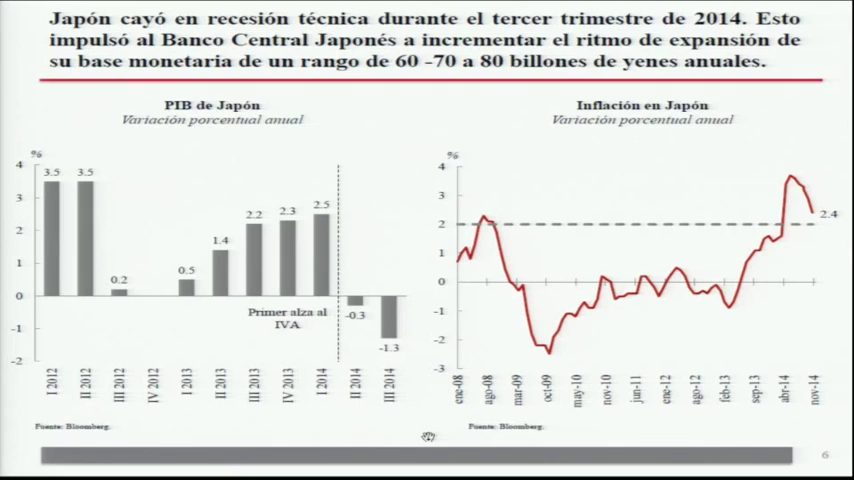 Japón cayó en recesión técnica durante el tercer trimestre de 2014. Esto
impulsó al Banco Central Japonés a incrementar el ritmo de expansión de
su base monetaria de un rango de 60 -70 a 80 billones de yenes anuales.
PIB de Japón
Variación porcentual anual
%
4
3
2
1
0
-1
-2
3.5
3.5
0.2
0.5
1.4
2.2
2.3
2.5
-0.3
-1.3
Primer alza al
IVA
I 2012
II 2012
III 2012
IV 2012
I 2013
II 2013
III 2013
IV 2013
I 2014
II 2014
III 2014
Fuente: Bloomberg.
Inflación en Japón
Variación porcentual anual
%
4
3
2
1
0
-1
-2
-3
2.4
ene-08
ago-08
mar-09
oct-09
may-10
nov-10
jun-11
ene-12
ago-12
feb-13
sep-13
abr-14
nov-14
Fuente: Bloomberg.
6